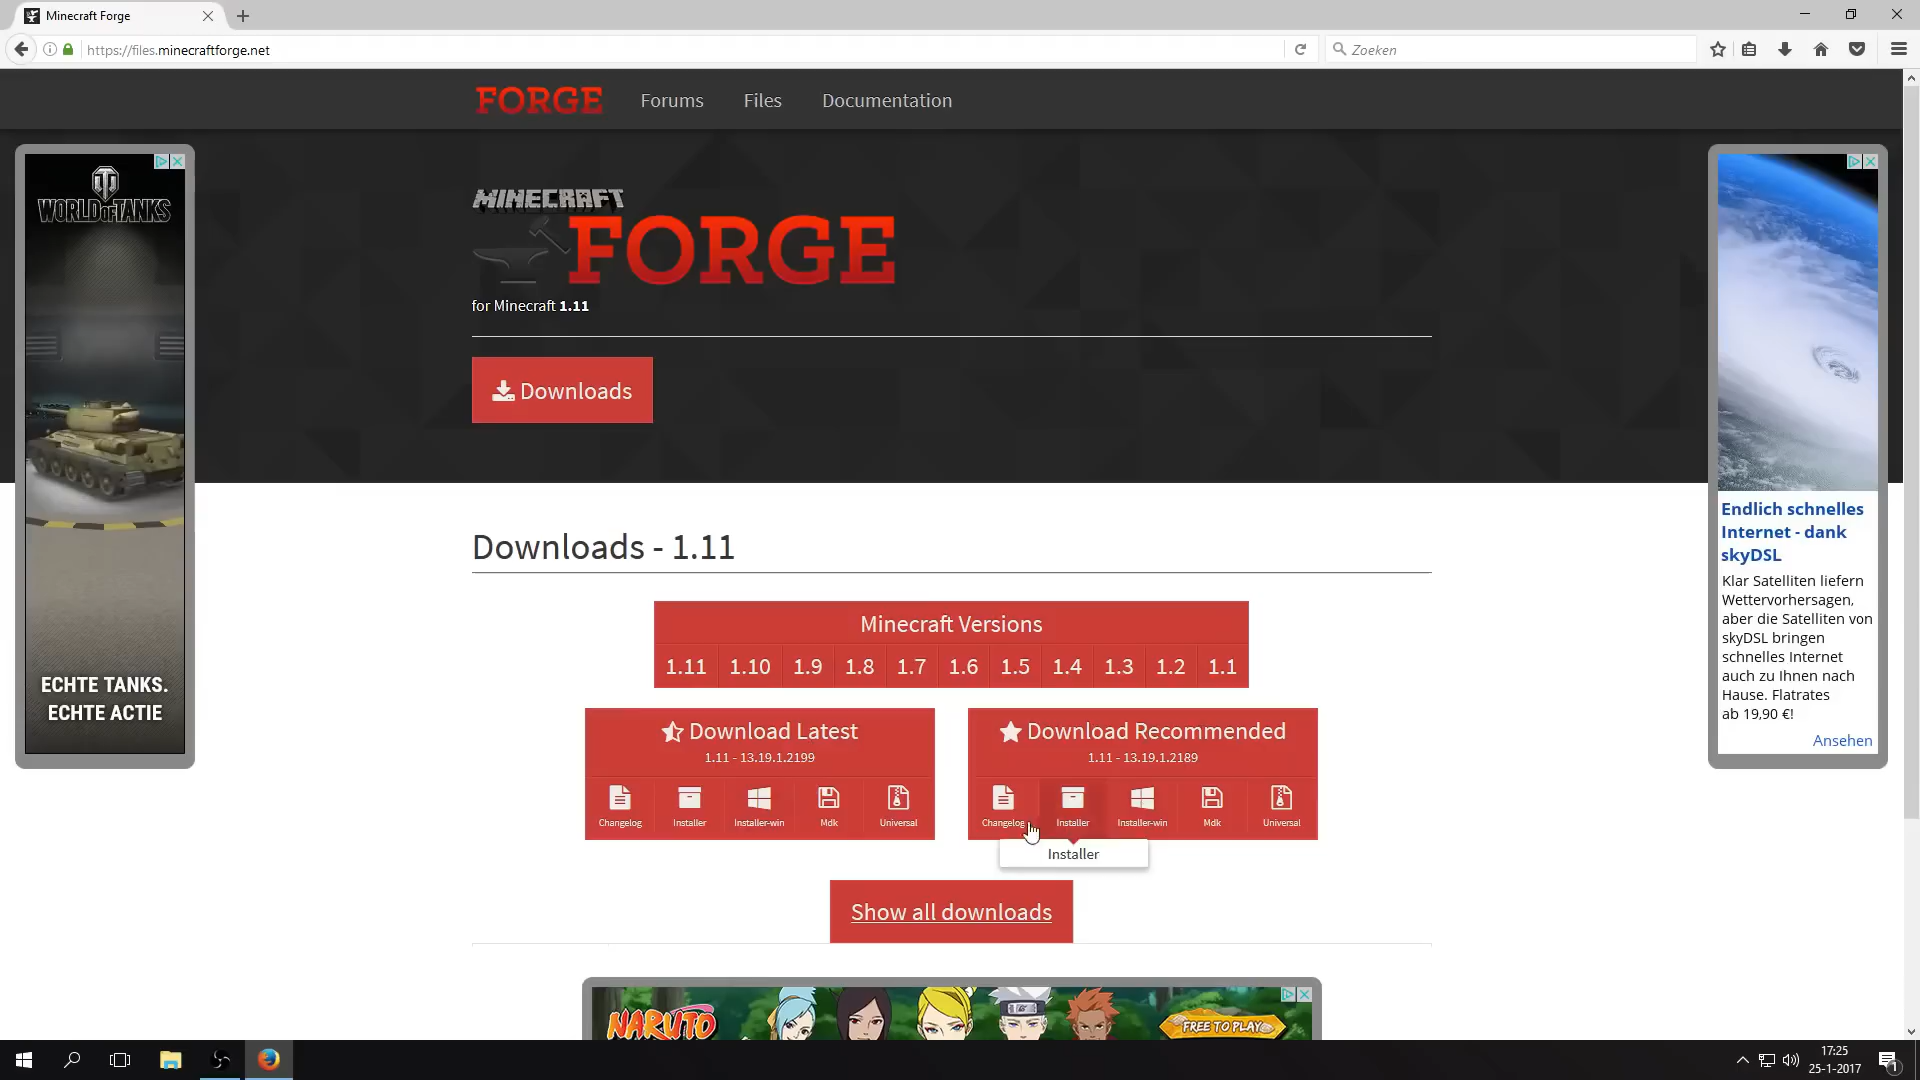 Minecraft Forge
https://files.minecraftforge.net
Zoeken
FORGE
Forums
Files
Documentation
WORLD OF TANKS
ECHTE TANKS.
ECHTE ACTIE
MINECRAFT
FORGE
for Minecraft 1.11
Downloads
Endlich schnelles
Internet - dank
skyDSL
Klar Satelliten liefern
Wettervorhersagen,
aber die Satelliten von
skyDSL bringen
schnelles Internet
auch zu Ihnen nach
Hause. Flatrates
ab 19,90 €!
Ansehen
Downloads - 1.11
Minecraft Versions
1.11 1.10 1.9 1.8 1.7 1.6 1.5 1.4 1.3 1.2 1.1
Download Latest
1.11 - 13.19.1.2199
Changelog Installer Installer-win Mdk Universal
Download Recommended
1.11 - 13.19.1.2189
Changelog Installer Installer-win Mdk Universal
Installer
Show all downloads
NARUTO
FREE TO PLAY
17:25
25-1-2017
1